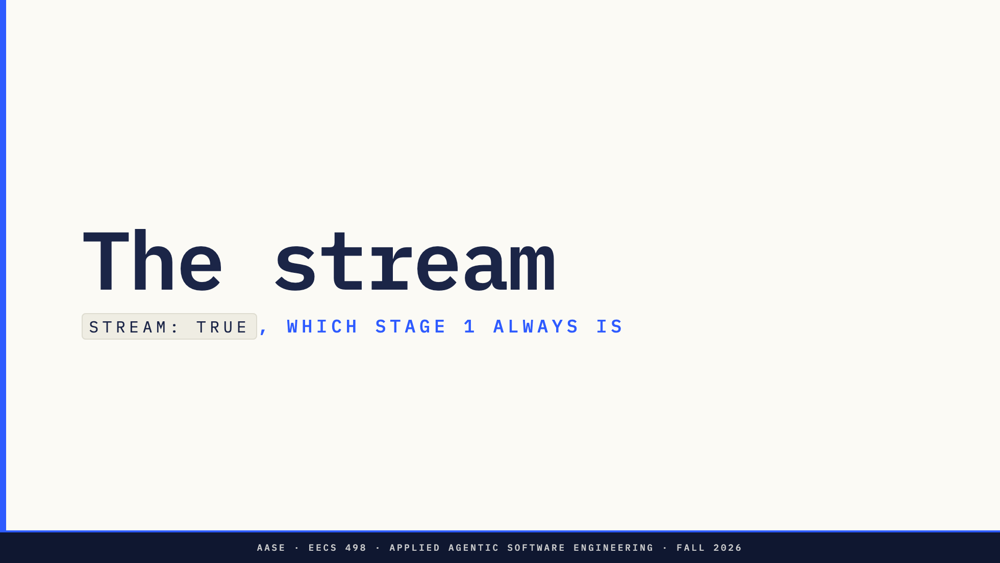 The stream
STREAM: TRUE, WHICH STAGE 1 ALWAYS IS
AASE · EECS 498 · APPLIED AGENTIC SOFTWARE ENGINEERING · FALL 2026